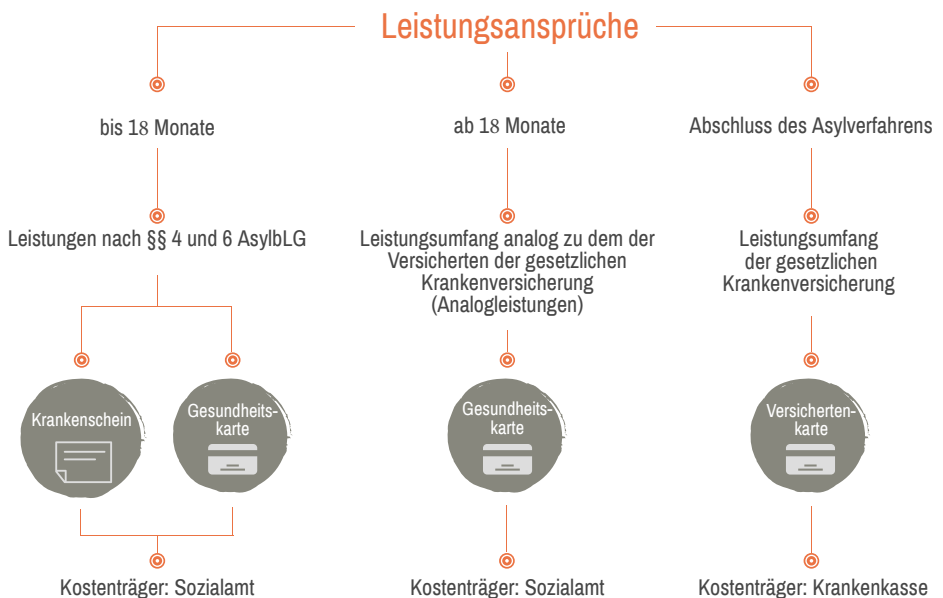 Leistungsansprüche
bis 18 Monate
ab 18 Monate
Abschluss des Asylverfahrens
Leistungen nach §§ 4 und 6 AsylbLG
Leistungsumfang analog zu dem der
Versicherten der gesetzlichen
Krankenversicherung
(Analogleistungen)
Leistungsumfang
der gesetzlichen
Krankenversicherung
Krankenschein
Gesundheits-
karte
Gesundheits-
karte
Versicherten-
karte
Kostenträger: Sozialamt
Kostenträger: Sozialamt
Kostenträger: Krankenkasse